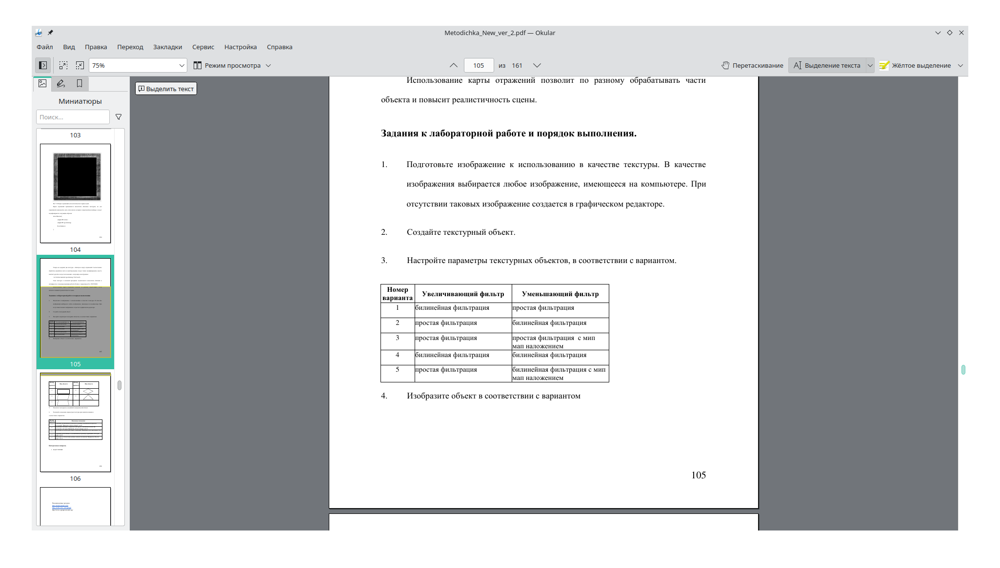 Metodichka_New_ver_2.pdf — Okular
Файл Вид Правка Переход Закладки Сервис Настройка Справка
75% Режим просмотра 105 из 161 Перетаскивание Выделение текста Жёлтое выделение
Миниатюры
Поиск...
103
104
105
106
Выделить текст
Использование карты отражений позволит по разному обрабатывать части
объекта и повысит реалистичность сцены.
Задания к лабораторной работе и порядок выполнения.
1. Подготовьте изображение к использованию в качестве текстуры. В качестве
изображения выбирается любое изображение, имеющееся на компьютере. При
отсутствии таковых изображение создается в графическом редакторе.
2. Создайте текстурный объект.
3. Настройте параметры текстурных объектов, в соответствии с вариантом.
Номер варианта Увеличивающий фильтр Уменьшающий фильтр
1 билинейная фильтрация простая фильтрация
2 простая фильтрация билинейная фильтрация
3 простая фильтрация простая фильтрация с мип
мап наложением
4 билинейная фильтрация билинейная фильтрация
5 простая фильтрация билинейная фильтрация с мип
мап наложением
4. Изобразите объект в соответствии с вариантом
105